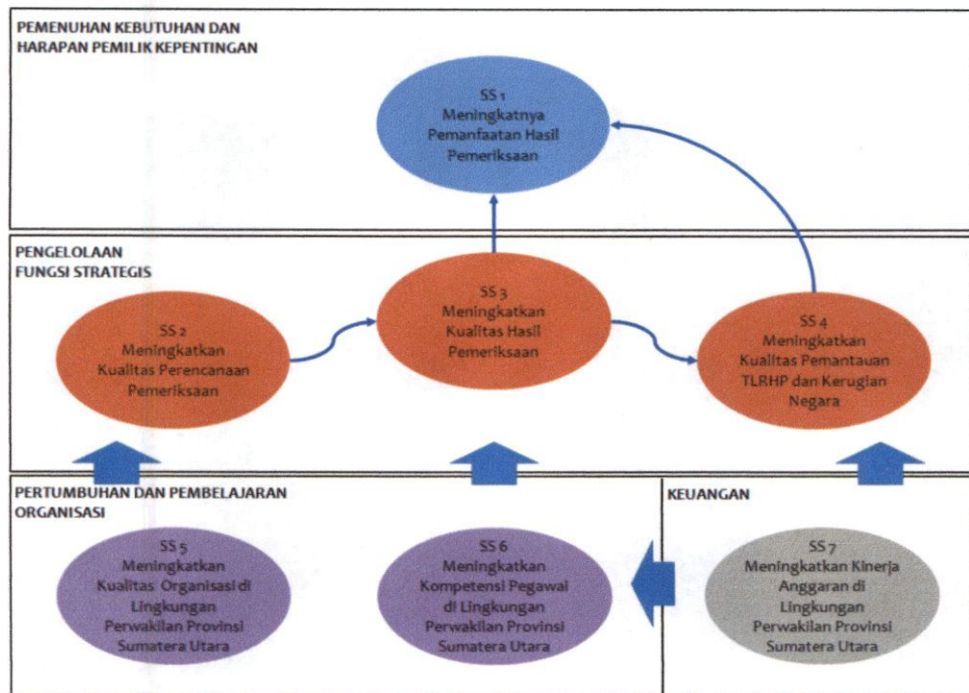 PEMENUHAN KEBUTUHAN DAN
HARAPAN PEMILIK KEPENTINGAN
SS 1
Meningkatnya
Pemanfaatan Hasil
Pemeriksaan
PENGELOLAAN
FUNGSI STRATEGIS
SS 2
Meningkatkan
Kualitas Perencanaan
Pemeriksaan
SS 3
Meningkatkan
Kualitas Hasil
Pemeriksaan
SS 4
Meningkatkan
Kualitas Pemantauan
TLRHP dan Kerugian
Negara
PERTUMBUHAN DAN PEMBELAJARAN
ORGANISASI
SS 5
Meningkatkan
Kualitas Organisasi di
Lingkungan
Perwakilan Provinsi
Sumatera Utara
SS 6
Meningkatkan
Kompetensi Pegawai
di Lingkungan
Perwakilan Provinsi
Sumatera Utara
KEUANGAN
SS 7
Meningkatkan Kinerja
Anggaran di
Lingkungan
Perwakilan Provinsi
Sumatera Utara